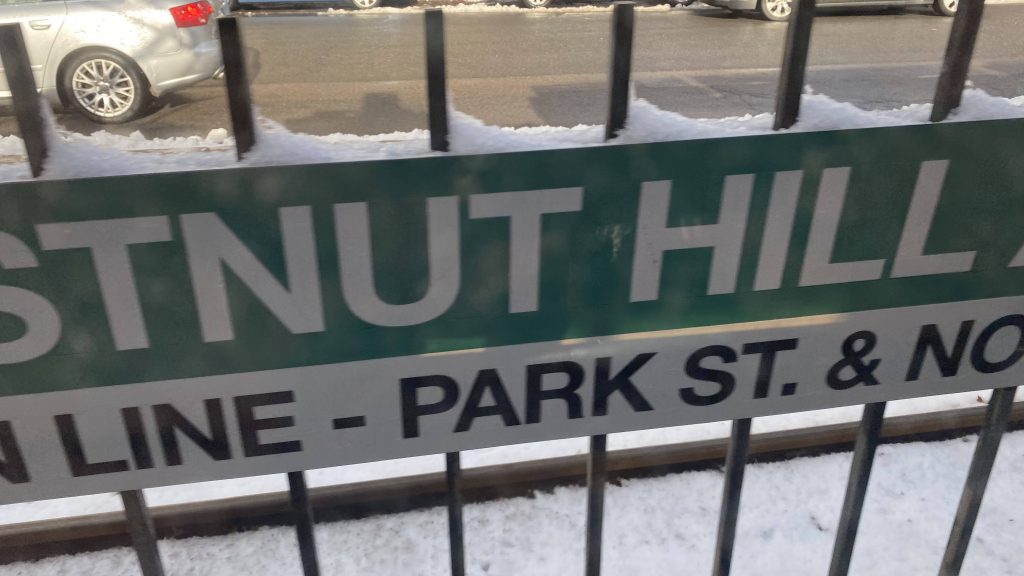 STNUT HILL A
N LINE - PARK ST. & NO